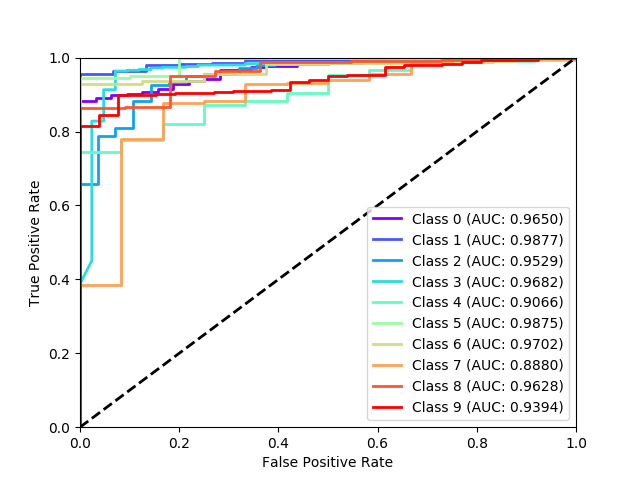 1.0
0.8
0.6
0.4
0.2
0.0
0.0 0.2 0.4 0.6 0.8 1.0
True Positive Rate
False Positive Rate
Class 0 (AUC: 0.9650)
Class 1 (AUC: 0.9877)
Class 2 (AUC: 0.9529)
Class 3 (AUC: 0.9682)
Class 4 (AUC: 0.9066)
Class 5 (AUC: 0.9875)
Class 6 (AUC: 0.9702)
Class 7 (AUC: 0.8880)
Class 8 (AUC: 0.9628)
Class 9 (AUC: 0.9394)